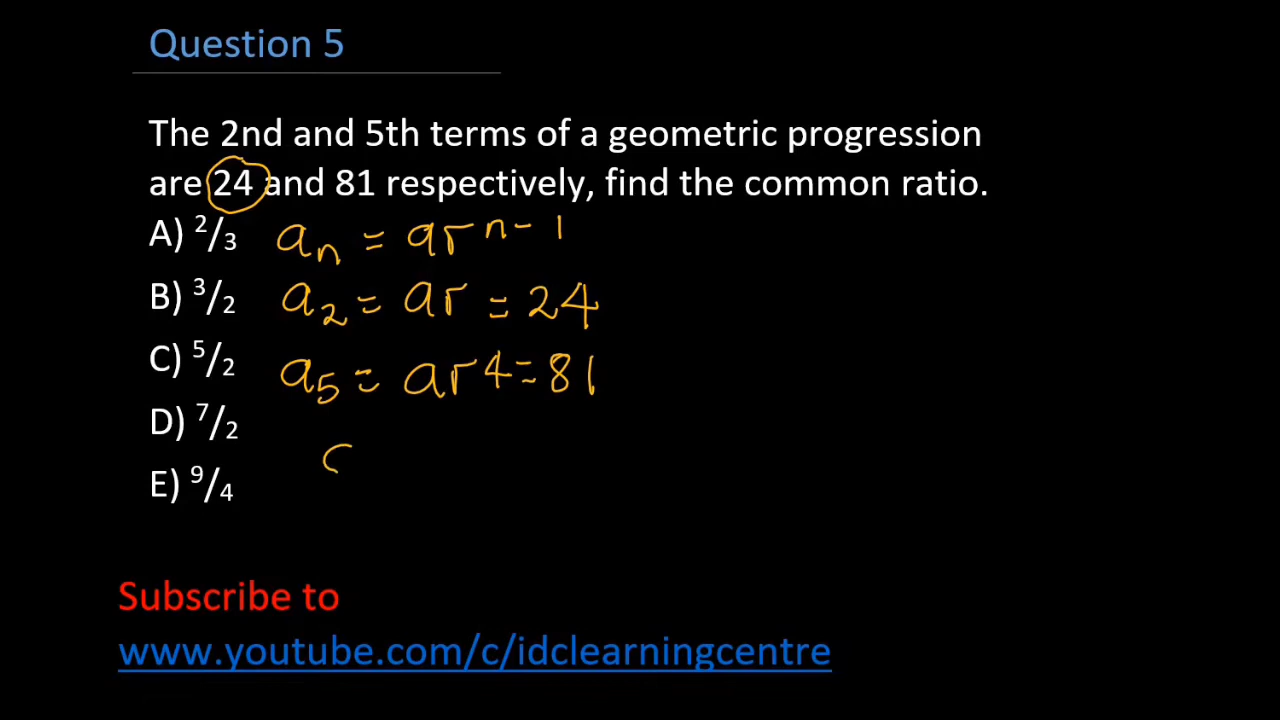 Question 5
The 2nd and 5th terms of a geometric progression
are 24 and 81 respectively, find the common ratio.
A) ²/₃
aₙ = arⁿ⁻¹
B) ³/₂
a₂ = ar = 24
C) ⁵/₂
a₅ = ar⁴ = 81
D) ⁷/₂
E) ⁹/₄
Subscribe to
www.youtube.com/c/idclearningcentre